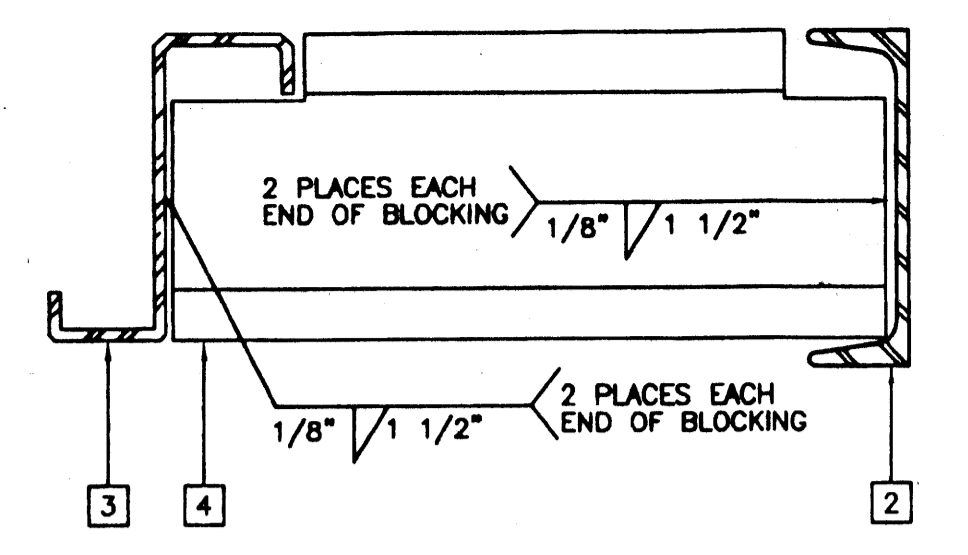 2 PLACES EACH
END OF BLOCKING
1/8" 1 1/2"
2 PLACES EACH
END OF BLOCKING
1/8" 1 1/2"
3
4
2